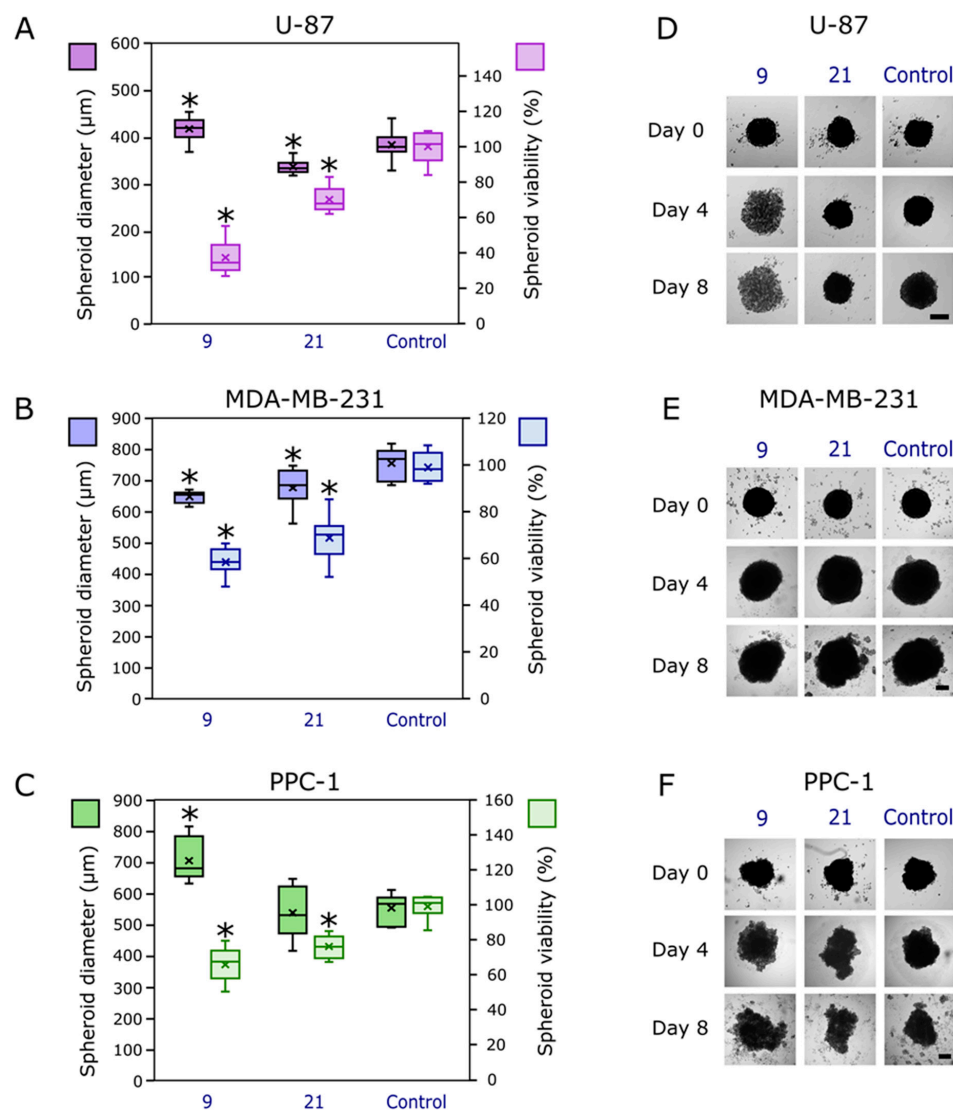 A
U-87
Spheroid diameter (µm)
600
500
400
300
200
100
0
*
*
*
*
140
120
100
80
60
40
20
0
Spheroid viability (%)
9 21 Control
B
MDA-MB-231
Spheroid diameter (µm)
900
800
700
600
500
400
300
200
100
0
*
*
*
*
120
100
80
60
40
20
0
Spheroid viability (%)
9 21 Control
C
PPC-1
Spheroid diameter (µm)
900
800
700
600
500
400
300
200
100
0
*
*
*
160
140
120
100
80
60
40
20
0
Spheroid viability (%)
9 21 Control
D
U-87
9 21 Control
Day 0
Day 4
Day 8
E
MDA-MB-231
9 21 Control
Day 0
Day 4
Day 8
F
PPC-1
9 21 Control
Day 0
Day 4
Day 8